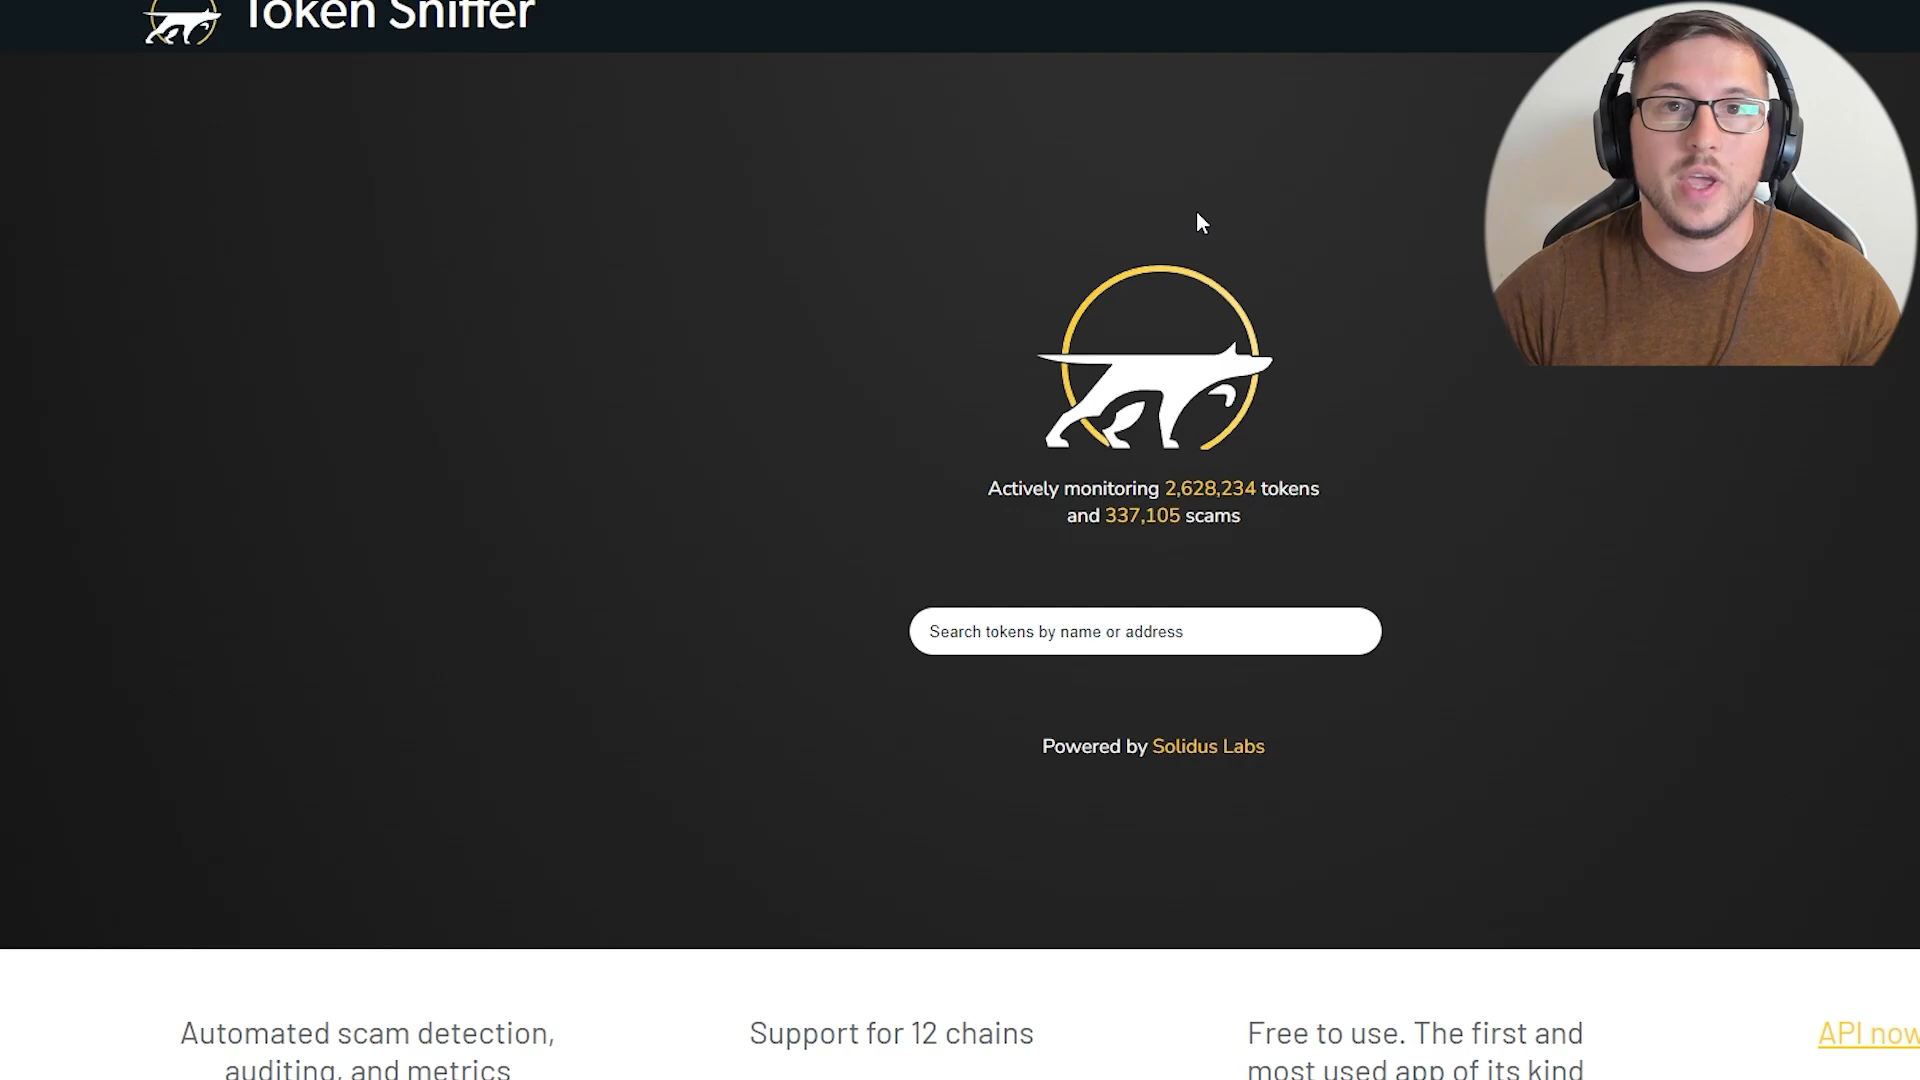 Token Sniffer
Actively monitoring 2,628,234 tokens
and 337,105 scams
Search tokens by name or address
Powered by Solidus Labs
Automated scam detection,
auditing, and metrics
Support for 12 chains
Free to use. The first and
most used app of its kind
API now